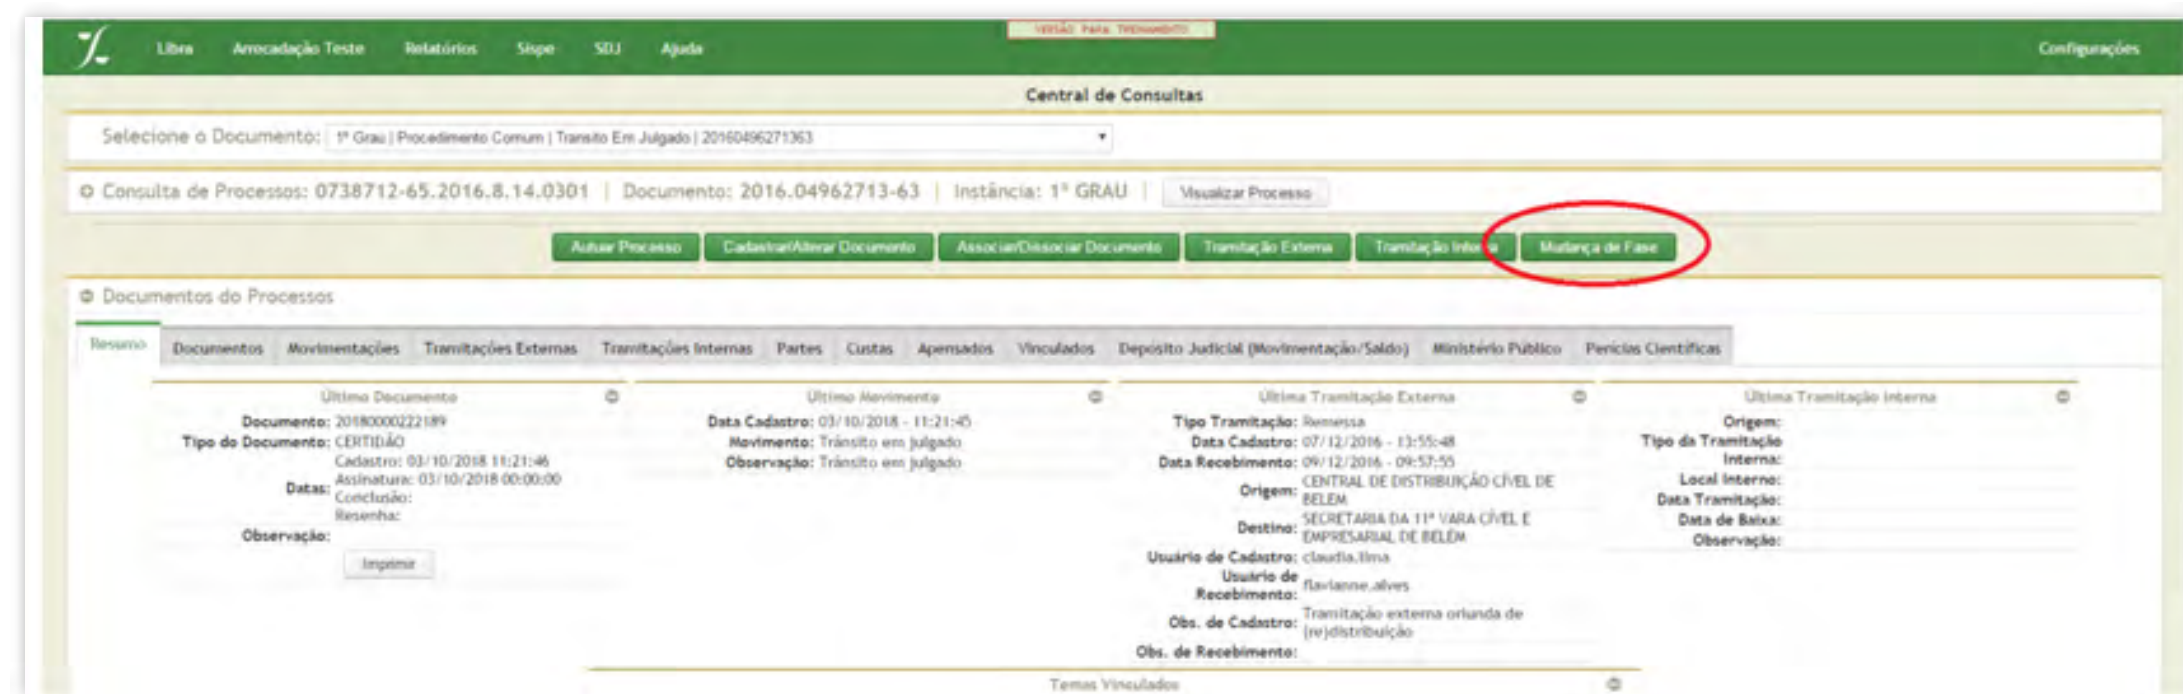 VERSÃO PARA TREINAMENTO
Libra Arrecadação Teste Relatórios Sispe SDJ Ajuda Configurações
Central de Consultas
Selecione o Documento: 1º Grau | Procedimento Comum | Transito Em Julgado | 20160496271363
Consulta de Processos: 0738712-65.2016.8.14.0301 | Documento: 2016.04962713-63 | Instância: 1º GRAU | Visualizar Processo
Autuar Processo Cadastrar/Alterar Documento Associar/Dissociar Documento Tramitação Externa Tramitação Interna Mudança de Fase
Documentos do Processos
Resumo Documentos Movimentações Tramitações Externas Tramitações Internas Partes Custas Apensados Vinculados Depósito Judicial (Movimentação/Saldo) Ministério Público Perícias Científicas
Último Documento
Documento: 20180000222189
Tipo do Documento: CERTIDÃO
Datas: Cadastro: 03/10/2018 11:21:46
Assinatura: 03/10/2018 00:00:00
Conclusão:
Resenha:
Observação:
Imprimir
Último Movimento
Data Cadastro: 03/10/2018 - 11:21:45
Movimento: Trânsito em julgado
Observação: Trânsito em julgado
Última Tramitação Externa
Tipo Tramitação: Remessa
Data Cadastro: 07/12/2016 - 13:55:48
Data Recebimento: 09/12/2016 - 09:57:55
Origem: CENTRAL DE DISTRIBUIÇÃO CÍVEL DE
BELÉM
Destino: SECRETARIA DA 11ª VARA CÍVEL E
EMPRESARIAL DE BELÉM
Usuário de Cadastro: claudia.lima
Usuário de
Recebimento: flavianne.alves
Obs. de Cadastro: Tramitação externa oriunda de
(re)distribuição
Obs. de Recebimento:
Última Tramitação Interna
Origem:
Tipo da Tramitação
Interna:
Local Interno:
Data Tramitação:
Data de Baixa:
Observação:
Temas Vinculados